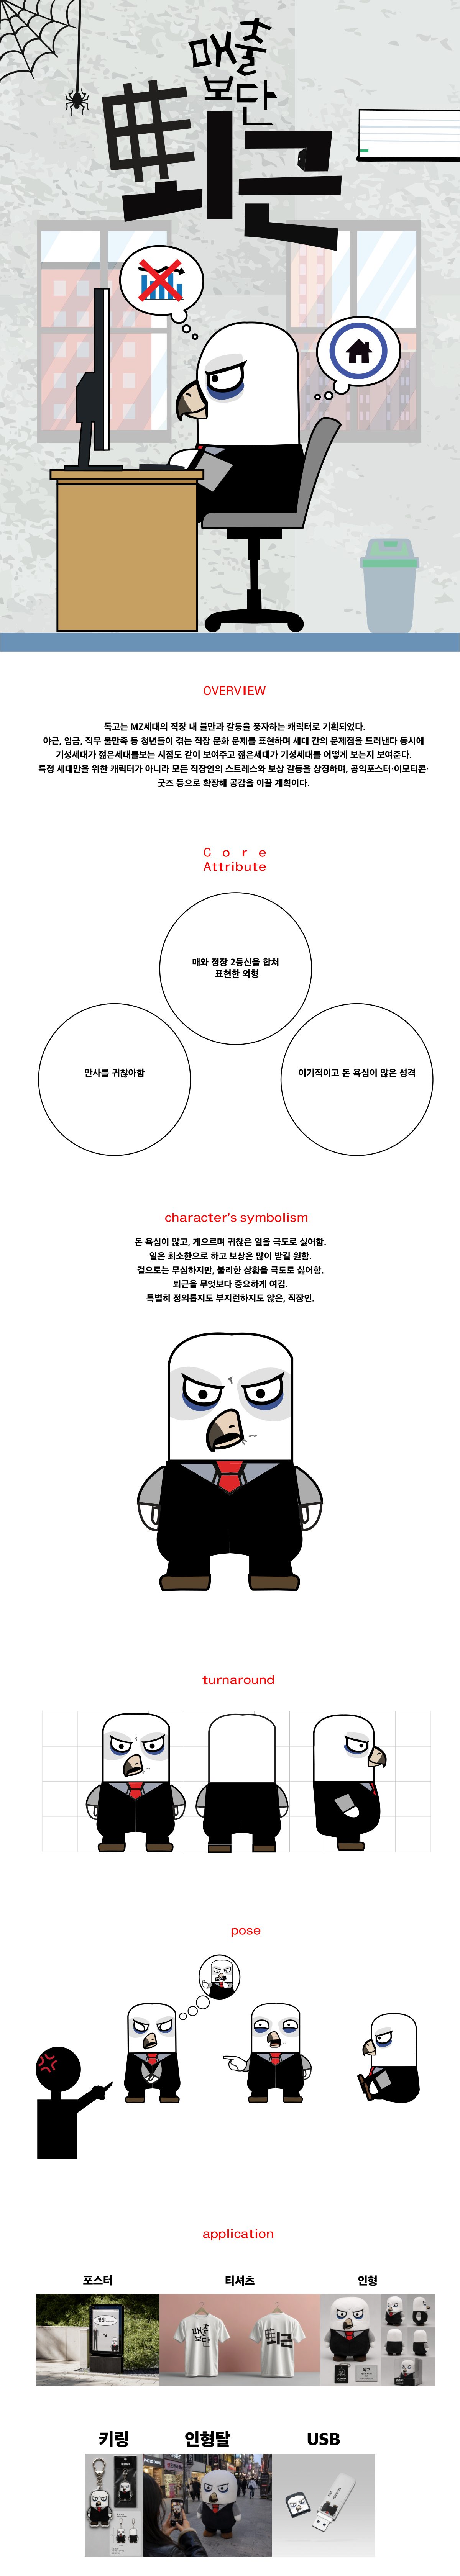 매출
보단
퇴근
OVERVIEW
독고는 MZ세대의 직장 내 불만과 갈등을 풍자하는 캐릭터로 기획되었다.
야근, 임금, 직무 불만족 등 청년들이 겪는 직장 문화 문제를 표현하며 세대 간의 문제점을 드러낸다 동시에
기성세대가 젊은세대를보는 시점도 같이 보여주고 젊은세대가 기성세대를 어떻게 보는지 보여준다.
특정 세대만을 위한 캐릭터가 아니라 모든 직장인의 스트레스와 보상 갈등을 상징하며, 공익포스터·이모티콘·
굿즈 등으로 확장해 공감을 이끌 계획이다.
Core
Attribute
매와 정장 2등신을 합쳐
표현한 외형
만사를 귀찮아함
이기적이고 돈 욕심이 많은 성격
character's symbolism
돈 욕심이 많고, 게으르며 귀찮은 일을 극도로 싫어함.
일은 최소한으로 하고 보상은 많이 받길 원함.
겉으로는 무심하지만, 불리한 상황을 극도로 싫어함.
퇴근을 무엇보다 중요하게 여김.
특별히 정의롭지도 부지런하지도 않은, 직장인.
turnaround
pose
application
포스터
티셔츠
인형
매출
보단
퇴근
키링
인형탈
USB